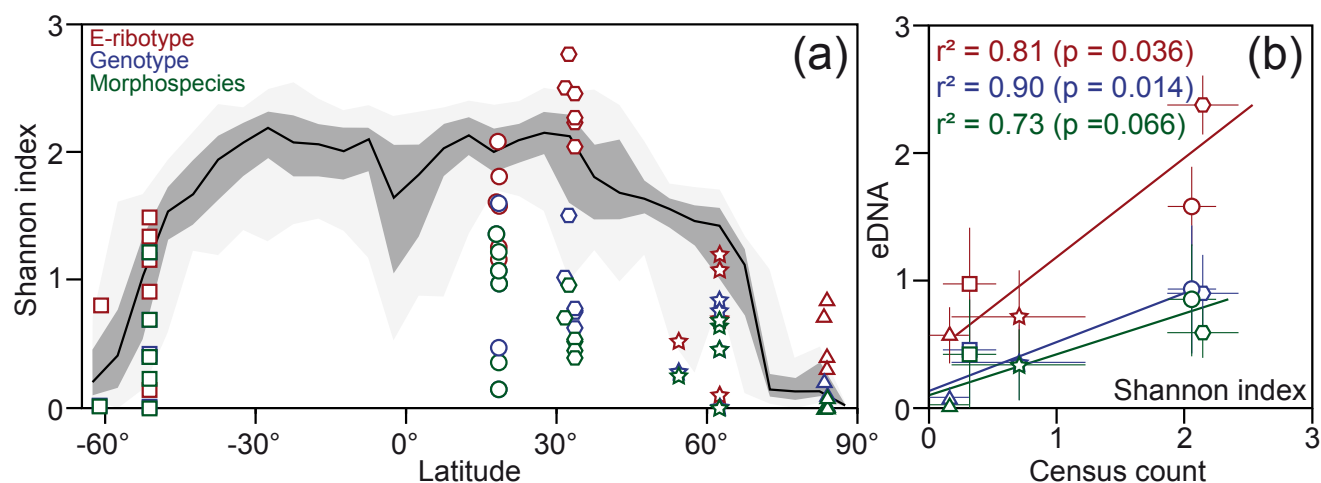 (a)
E-ribotype
Genotype
Morphospecies
Shannon index
3
2
1
0
-60
-30°
0°
30°
60°
90°
Latitude
(b)
r² = 0.81 (p = 0.036)
r² = 0.90 (p = 0.014)
r² = 0.73 (p =0.066)
eDNA
3
2
1
0
Shannon index
0
1
2
3
Census count